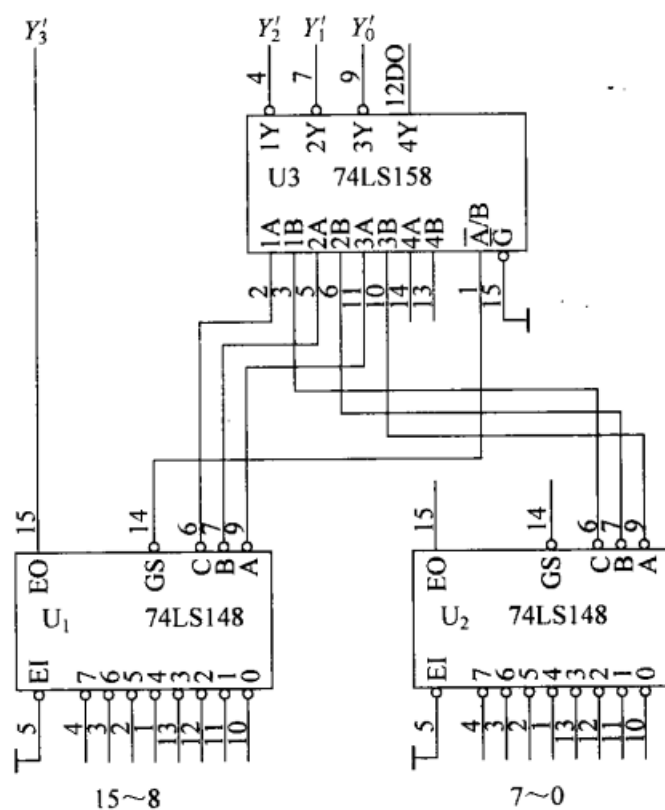 Y₃′ Y₂′ Y₁′ Y₀′
4 7 9 12DO
1Y 2Y 3Y 4Y
U3 74LS158
1A 1B 2A 2B 3A 3B 4A 4B A̅/B G̅
2 3 5 6 11 10 14 13 1 15
15 14 6 7 9 15 14 6 7 9
EO GS C B A EO GS C B A
U₁ 74LS148 U₂ 74LS148
EI 7 6 5 4 3 2 1 0 EI 7 6 5 4 3 2 1 0
5 4 3 2 1 13 12 11 10 5 4 3 2 1 13 12 11 10
15～8 7～0